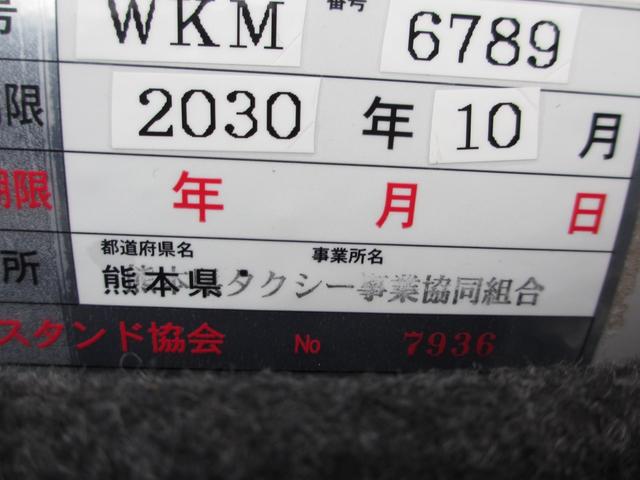 号 WKM 番号 6789
限 2030 年 10 月
期限 年 月 日
都道府県名 事業所名
所 熊本県・タクシー事業協同組合
スタンド協会 No 7936